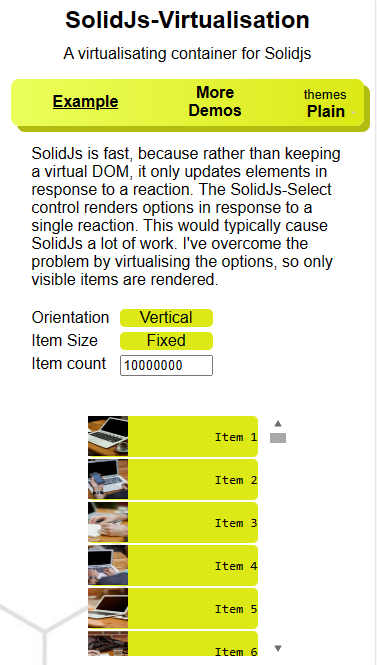 SolidJs-Virtualisation
A virtualisating container for Solidjs
Example
More
Demos
themes
Plain
SolidJs is fast, because rather than keeping
a virtual DOM, it only updates elements in
response to a reaction. The SolidJs-Select
control renders options in response to a
single reaction. This would typically cause
SolidJs a lot of work. I've overcome the
problem by virtualising the options, so only
visible items are rendered.
Orientation Vertical
Item Size Fixed
Item count 10000000
Item 1
Item 2
Item 3
Item 4
Item 5
Item 6